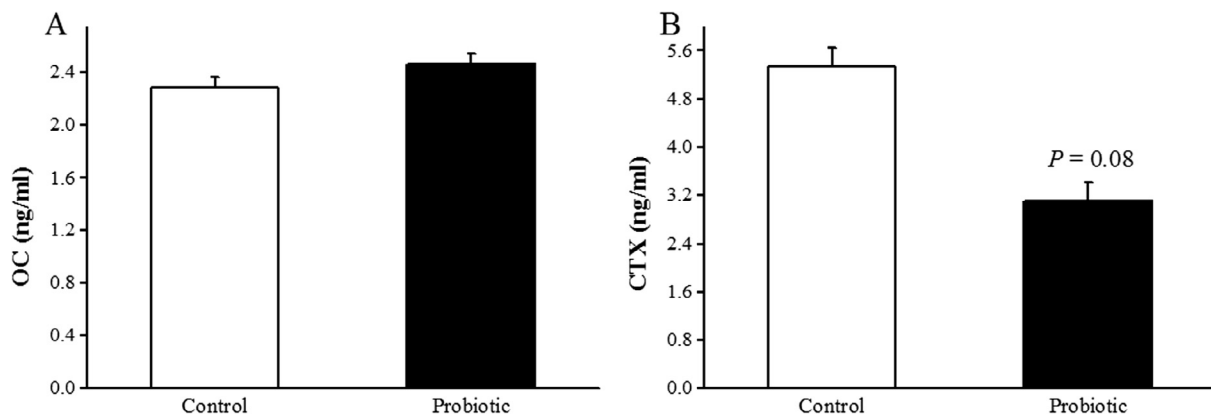 A
OC (ng/ml)
2.4
2.0
1.6
1.2
0.8
0.4
0.0
Control
Probiotic
B
CTX (ng/ml)
5.6
4.8
4.0
3.2
2.4
1.6
0.8
0.0
P = 0.08
Control
Probiotic